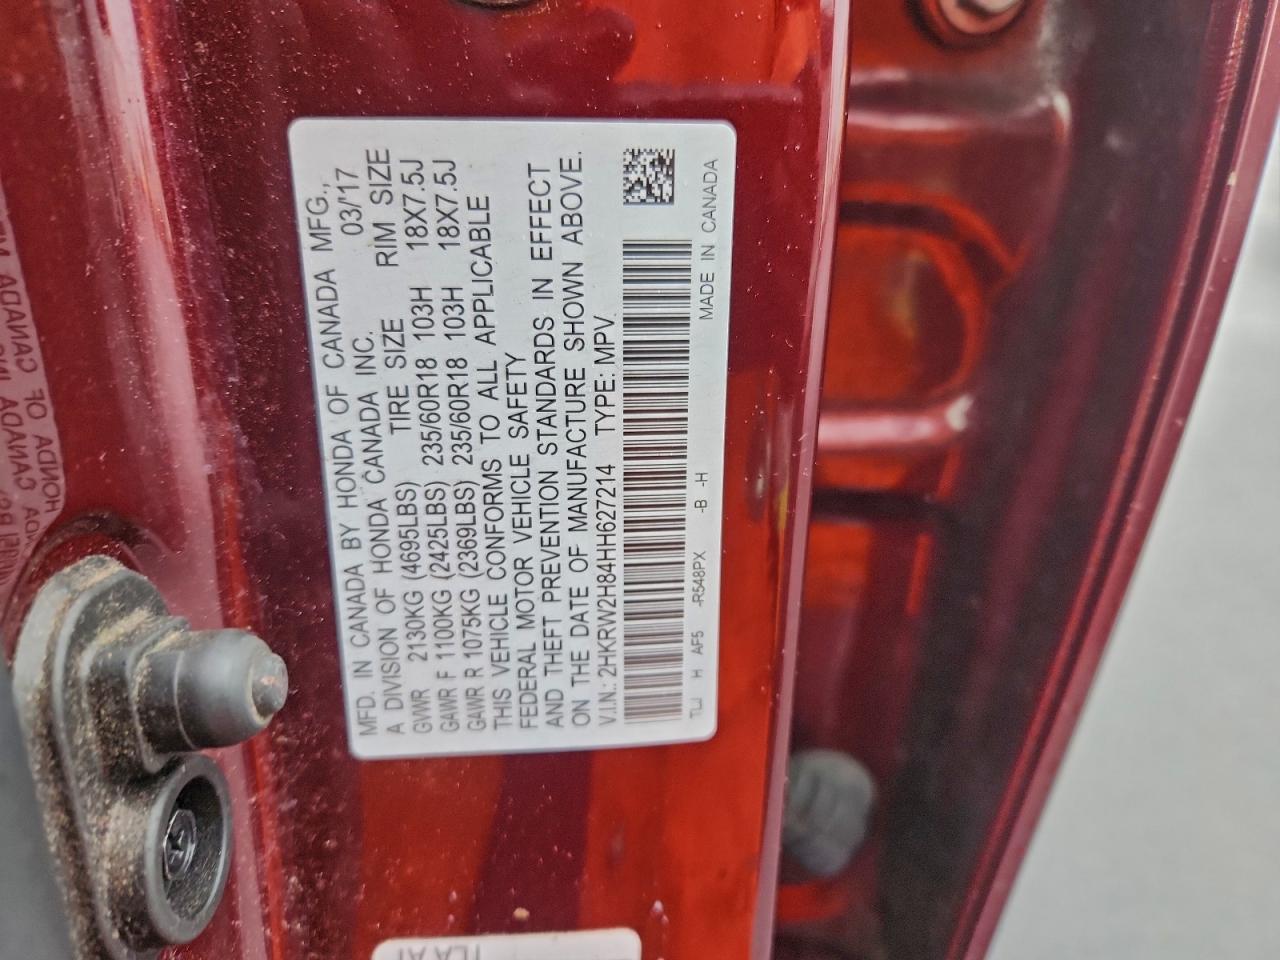 MFD. IN CANADA BY HONDA OF CANADA MFG.,
A DIVISION OF HONDA CANADA INC. 03/'17
GVWR 2130KG (4695LBS) TIRE SIZE RIM SIZE
GAWR F 1100KG (2425LBS) 235/60R18 103H 18X7.5J
GAWR R 1075KG (2369LBS) 235/60R18 103H 18X7.5J
THIS VEHICLE CONFORMS TO ALL APPLICABLE
FEDERAL MOTOR VEHICLE SAFETY
AND THEFT PREVENTION STANDARDS IN EFFECT
ON THE DATE OF MANUFACTURE SHOWN ABOVE.
V.I.N.: 2HKRW2H84HH627214 TYPE: MPV
TLJ H AF5 -R548PX -B -H MADE IN CANADA